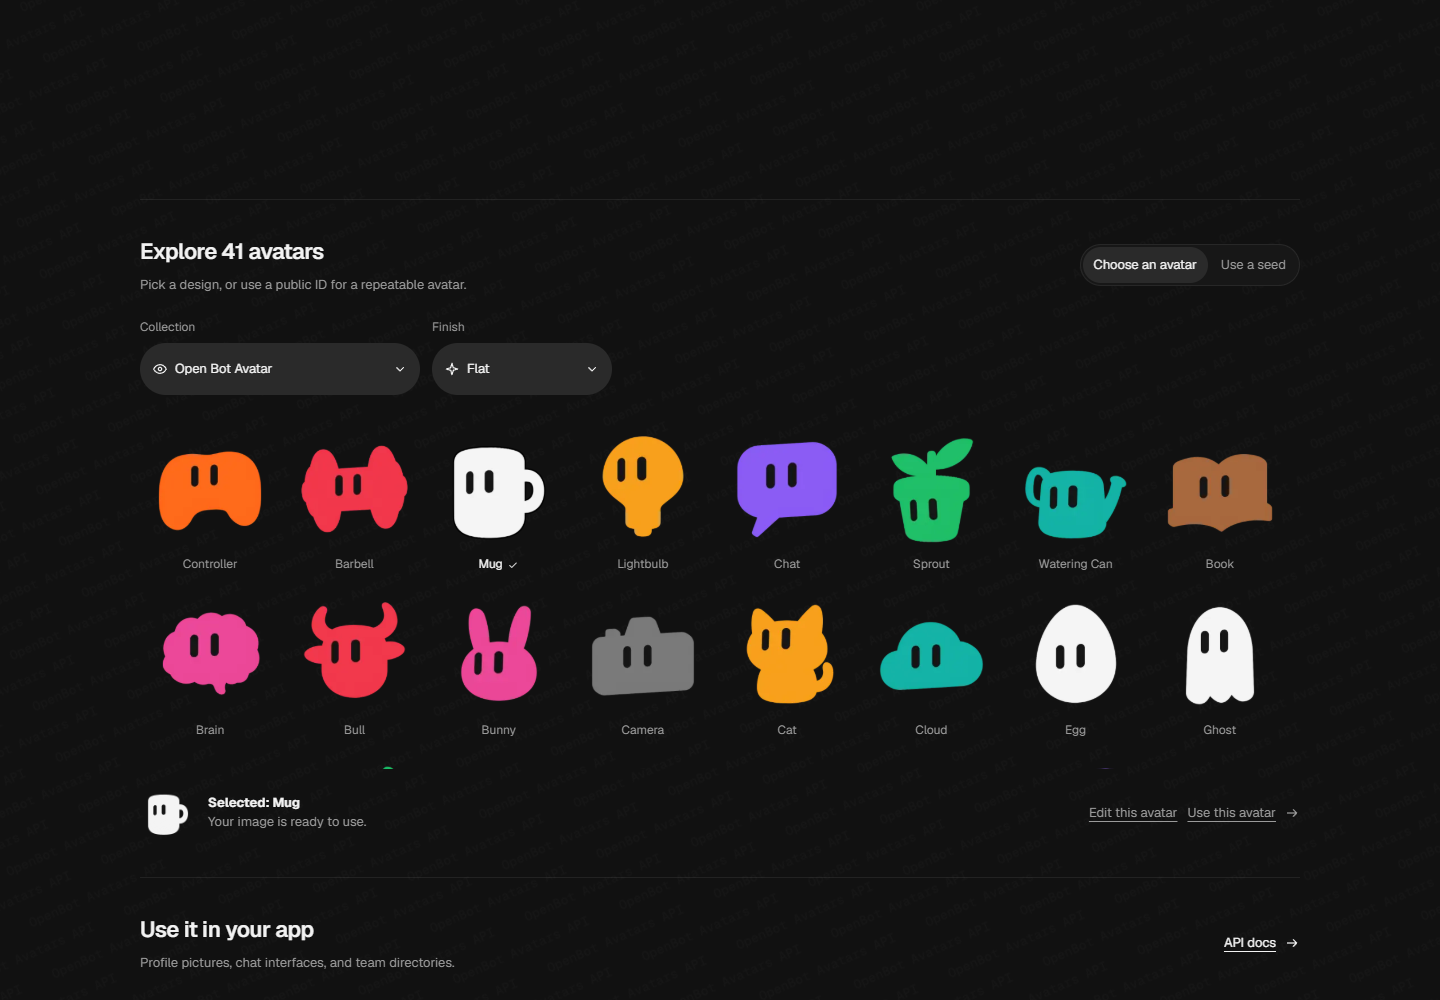 Explore 41 avatars
Pick a design, or use a public ID for a repeatable avatar.
Choose an avatar
Use a seed
Collection
Finish
Open Bot Avatar
Flat
Controller
Barbell
Mug
Lightbulb
Chat
Sprout
Watering Can
Book
Brain
Bull
Bunny
Camera
Cat
Cloud
Egg
Ghost
Selected: Mug
Your image is ready to use.
Edit this avatar
Use this avatar
Use it in your app
Profile pictures, chat interfaces, and team directories.
API docs